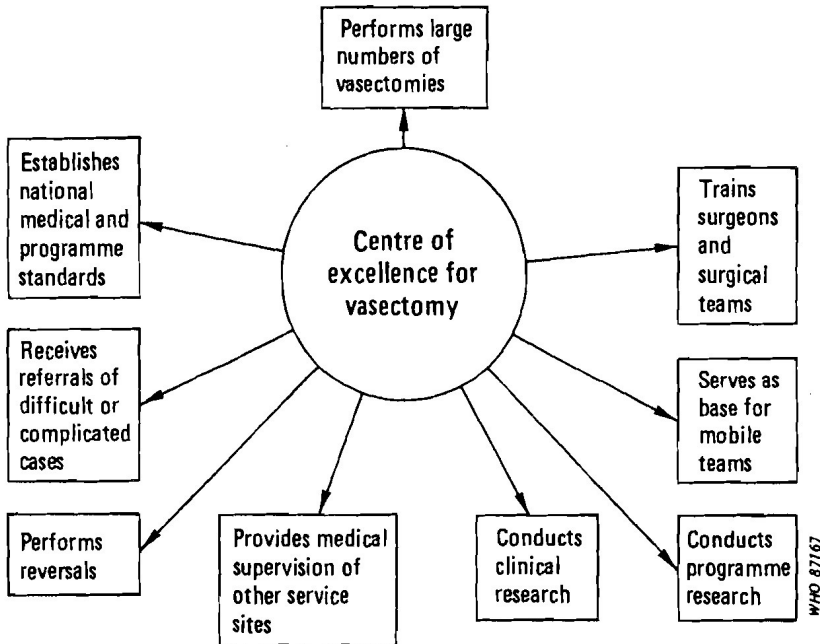 Performs large
numbers of
vasectomies
Establishes
national
medical and
programme
standards
Centre of
excellence for
vasectomy
Trains
surgeons
and
surgical
teams
Receives
referrals of
difficult or
complicated
cases
Serves as
base for
mobile
teams
Performs
reversals
Provides medical
supervision of
other service
sites
Conducts
clinical
research
Conducts
programme
research
WHO 87167